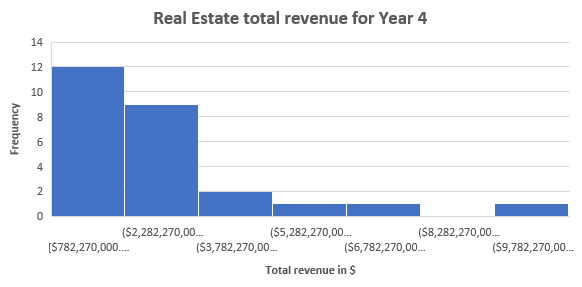 Real Estate total revenue for Year 4
14
12
10
8
6
4
2
0
Frequency
($2,282,270,00... ($5,282,270,00... ($8,282,270,00...
[$782,270,000.... ($3,782,270,00... ($6,782,270,00... ($9,782,270,00...
Total revenue in $